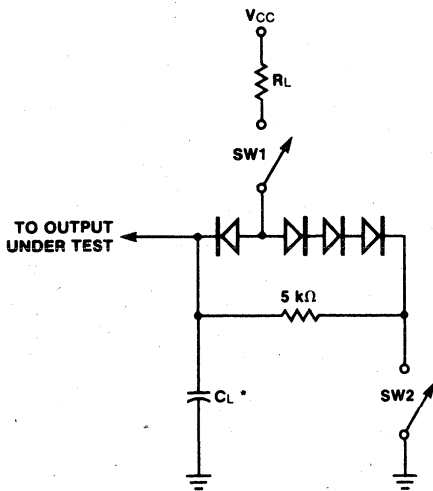 VCC
RL
SW1
TO OUTPUT
UNDER TEST
5 kΩ
CL *
SW2